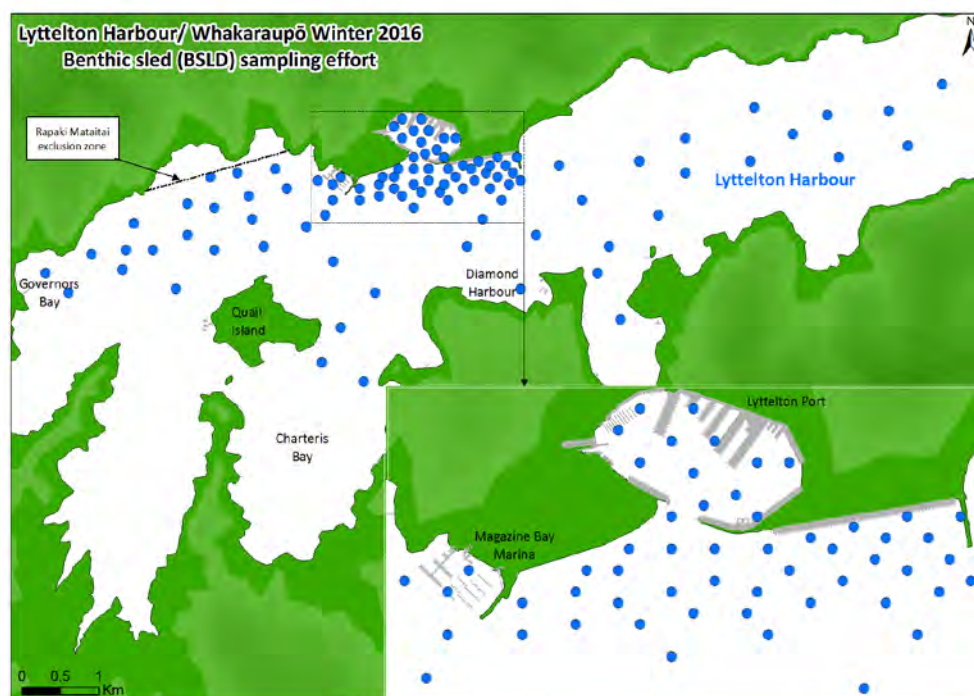 Lyttelton Harbour/ Whakaraupō Winter 2016
Benthic sled (BSLD) sampling effort
N
Rapaki Mataitai
exclusion zone
Lyttelton Harbour
Governors
Bay
Diamond
Harbour
Quail
Island
Charteris
Bay
Lyttelton Port
Magazine Bay
Marina
0 0.5 1
Km